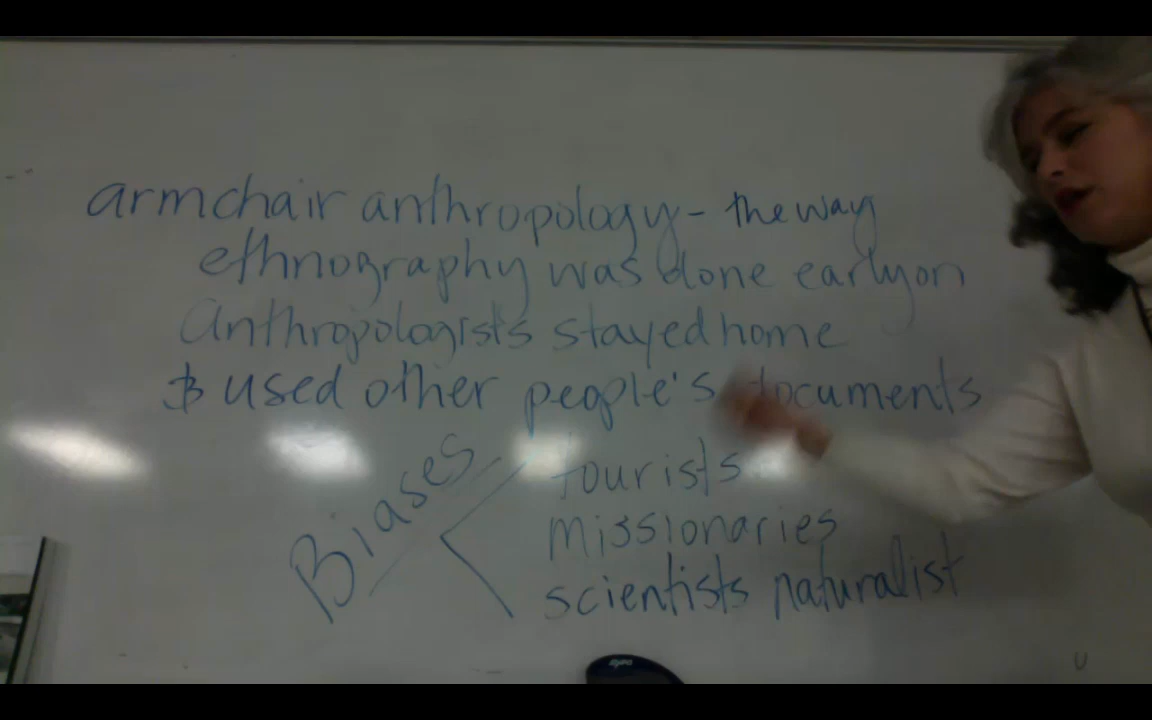 armchair anthropology - the way
ethnography was done early on
Anthropologists stayed home
& used other people's documents
Biases
tourists
missionaries
scientists naturalist
EXPO
U